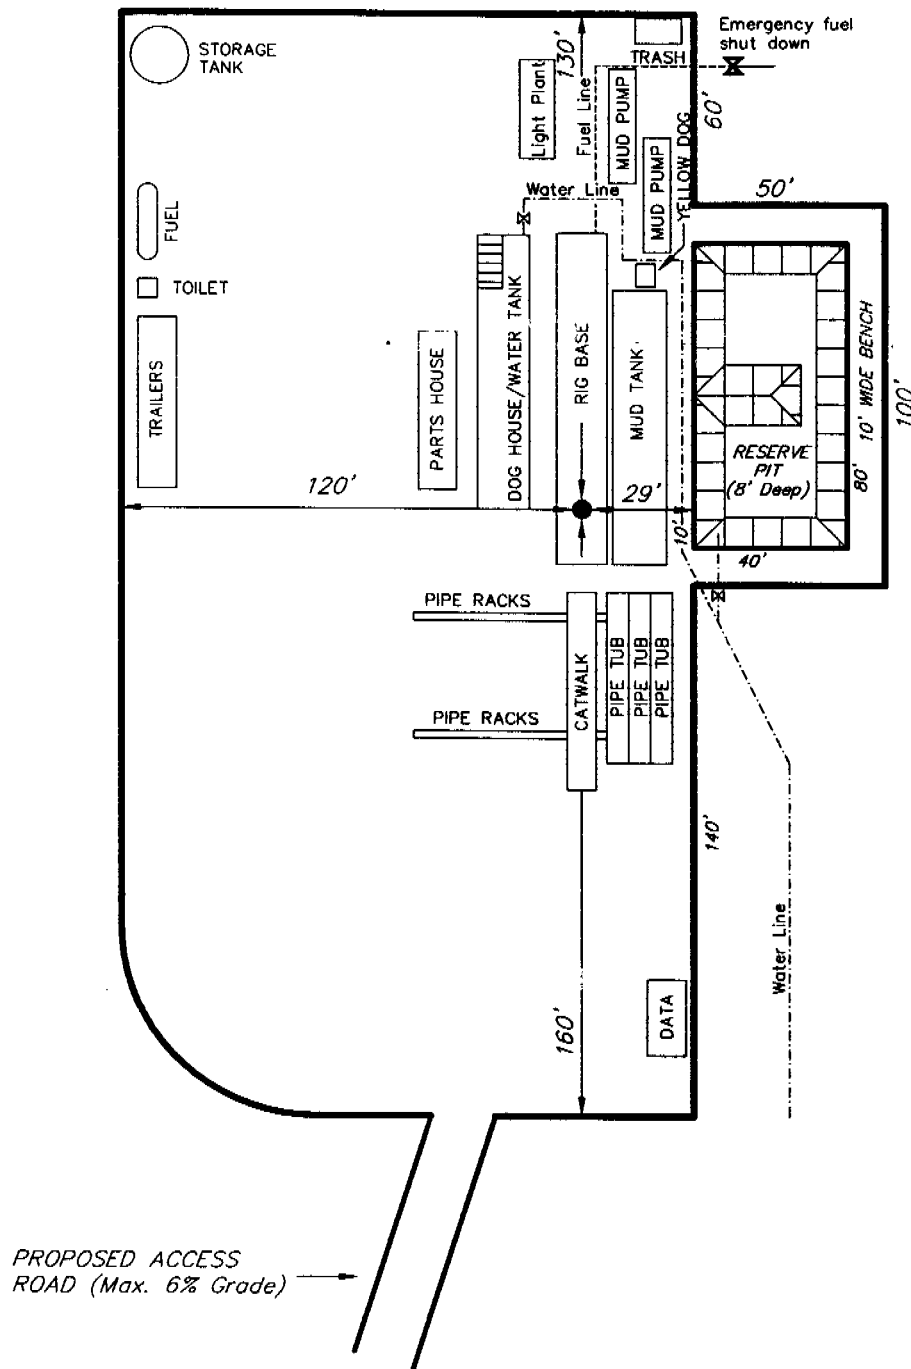 STORAGE
TANK
130'
TRASH
Emergency fuel
shut down
Light Plant
Fuel Line
MUD PUMP
60'
MUD PUMP
YELLOW DOG
Water Line
50'
FUEL
TOILET
TRAILERS
PARTS HOUSE
DOG HOUSE/WATER TANK
RIG BASE
MUD TANK
RESERVE
PIT
(8' Deep)
80'
10' WIDE BENCH
100'
120'
29'
10'
40'
PIPE RACKS
PIPE RACKS
CATWALK
PIPE TUB
PIPE TUB
PIPE TUB
140'
Water Line
160'
DATA
PROPOSED ACCESS
ROAD (Max. 6% Grade)